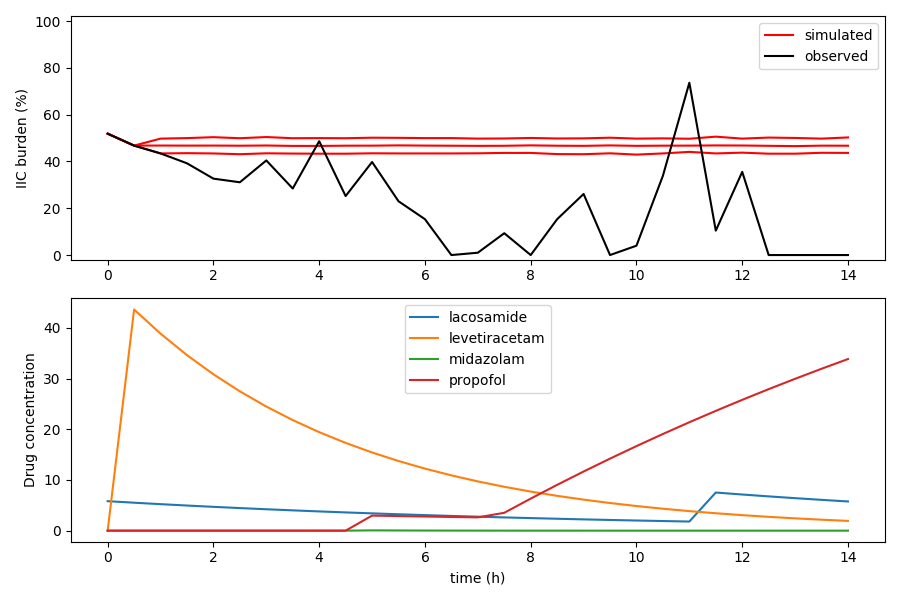 IIC burden (%)
100
80
60
40
20
0
simulated
observed
0 2 4 6 8 10 12 14
Drug concentration
40
30
20
10
0
lacosamide
levetiracetam
midazolam
propofol
0 2 4 6 8 10 12 14
time (h)